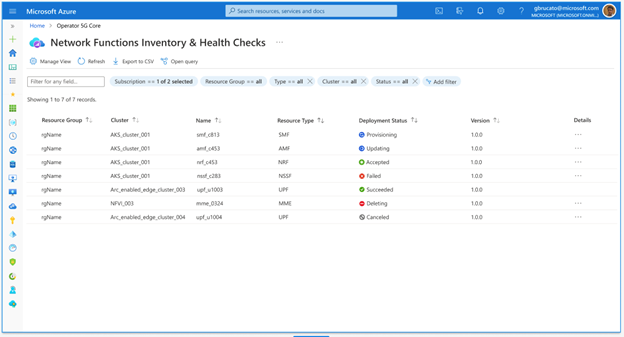 Microsoft Azure
Search resources, services and docs
gbrucato@microsoft.com
Home > Operator 5G Core
Network Functions Inventory & Health Checks ...
Manage View Refresh Export to CSV Open query
Filter for any field... Subscription == 1 of 2 selected Resource Group == all Type == all Cluster == all Status == all Add filter
Showing 1 to 7 of 7 records.
Resource Group Cluster Name Resource Type Deployment Status Version Details
rgName AKS_cluster_001 smf_c813 SMF Provisioning 1.0.0 ...
rgName AKS_cluster_001 amf_c453 AMF Updating 1.0.0 ...
rgName AKS_cluster_001 nrf_c453 NRF Accepted 1.0.0 ...
rgName AKS_cluster_001 nssf_c283 NSSF Failed 1.0.0 ...
rgName Arc_enabled_edge_cluster_003 upf_u1003 UPF Succeeded 1.0.0
rgName NFVI_003 mme_0324 MME Deleting 1.0.0 ...
rgName Arc_enabled_edge_cluster_004 upf_u1004 UPF Canceled 1.0.0 ...